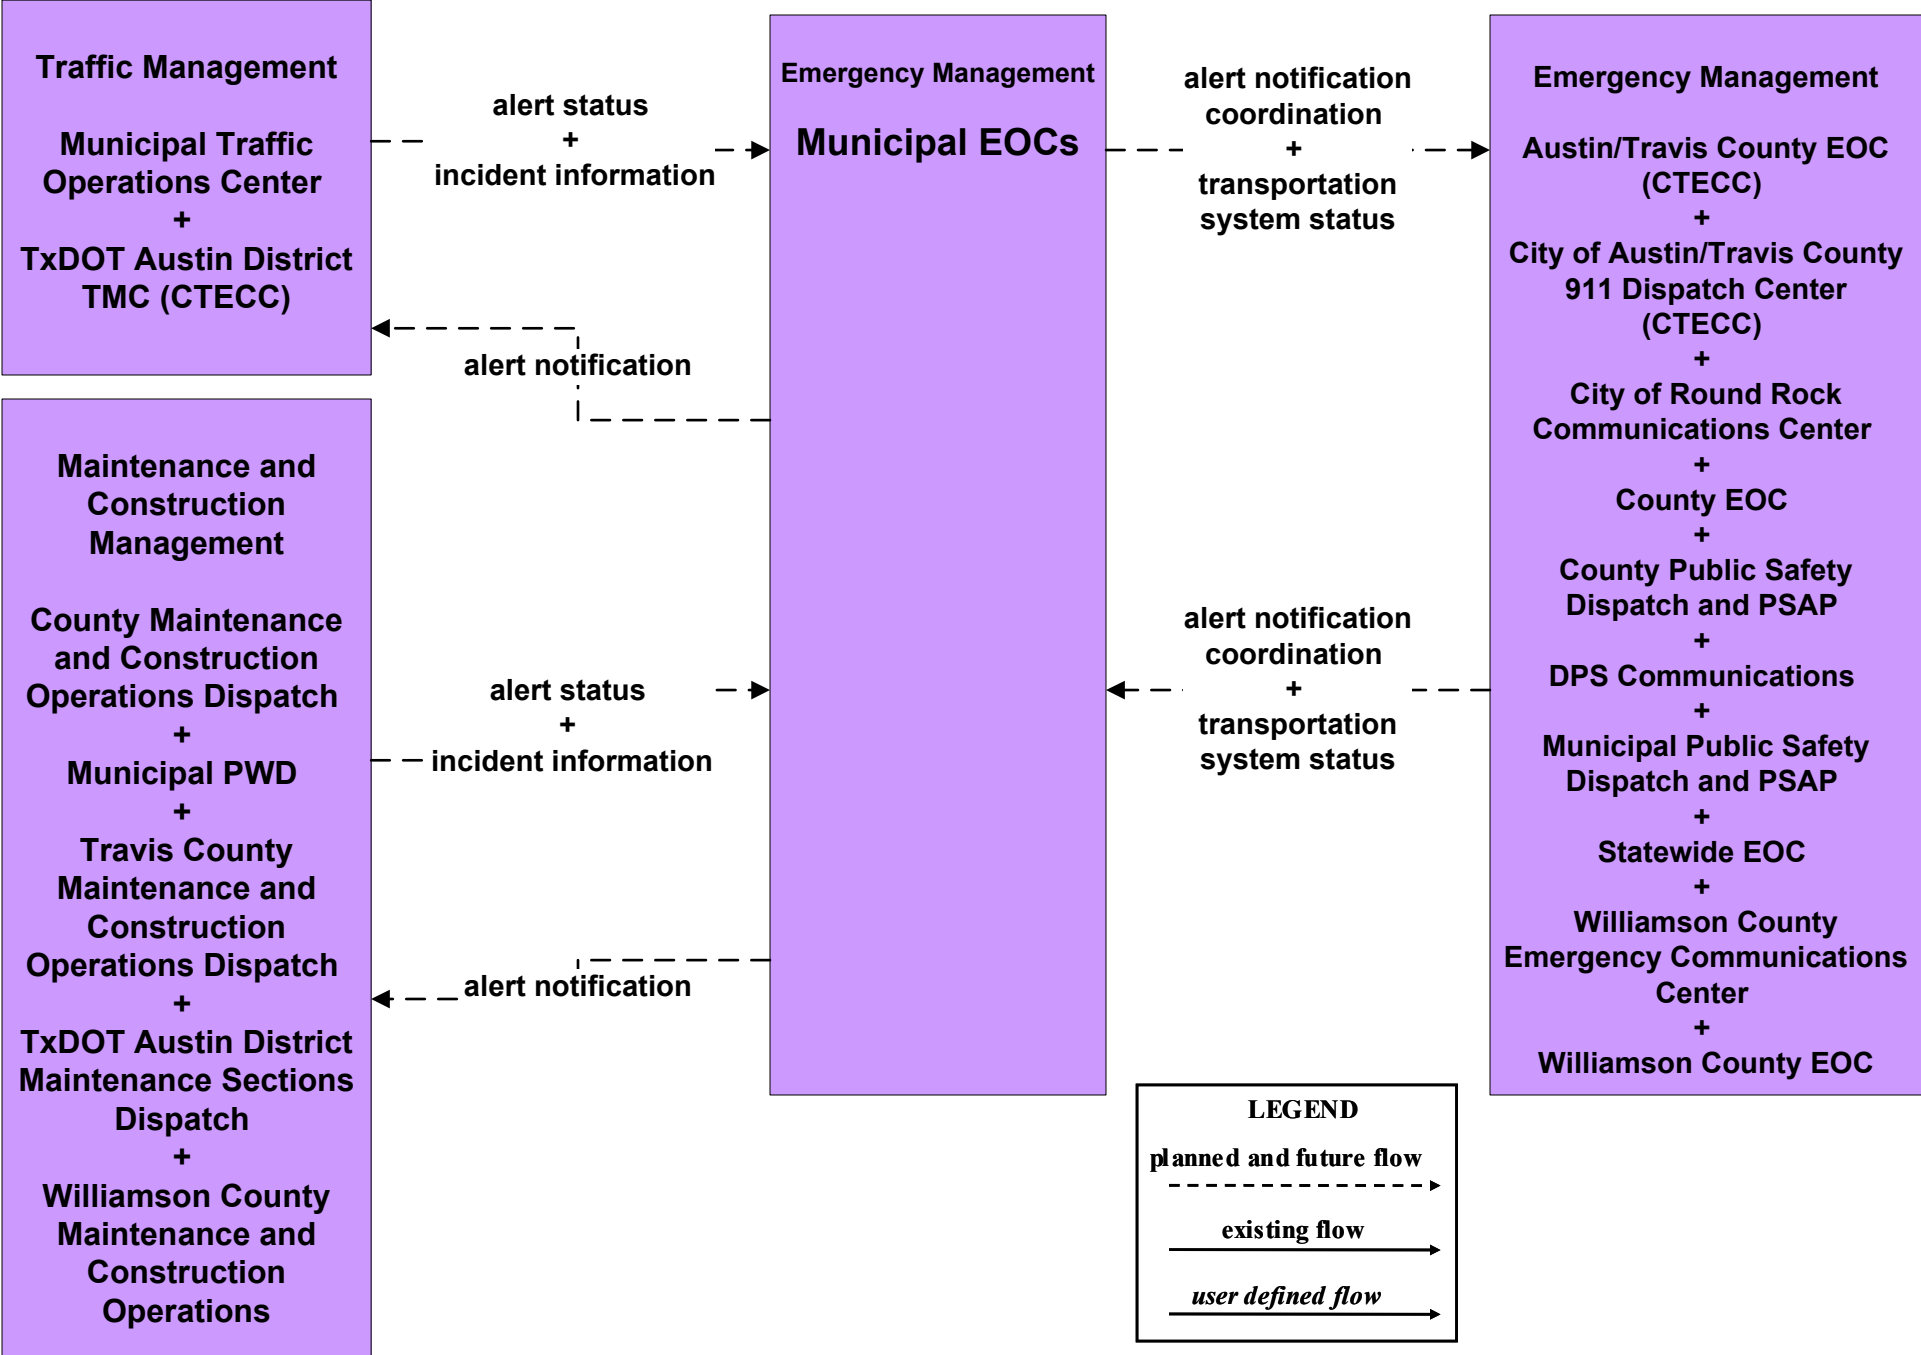 Traffic Management
Municipal Traffic
Operations Center
+
TxDOT Austin District
TMC (CTECC)
alert status
+
incident information
alert notification
Maintenance and
Construction
Management
County Maintenance
and Construction
Operations Dispatch
+
Municipal PWD
+
Travis County
Maintenance and
Construction
Operations Dispatch
+
TxDOT Austin District
Maintenance Sections
Dispatch
+
Williamson County
Maintenance and
Construction
Operations
alert status
+
incident information
alert notification
Emergency Management
Municipal EOCs
alert notification
coordination
+
transportation
system status
alert notification
coordination
+
transportation
system status
Emergency Management
Austin/Travis County EOC
(CTECC)
+
City of Austin/Travis County
911 Dispatch Center
(CTECC)
+
City of Round Rock
Communications Center
+
County EOC
+
County Public Safety
Dispatch and PSAP
+
DPS Communications
+
Municipal Public Safety
Dispatch and PSAP
+
Statewide EOC
+
Williamson County
Emergency Communications
Center
+
Williamson County EOC
LEGEND
planned and future flow
existing flow
user defined flow